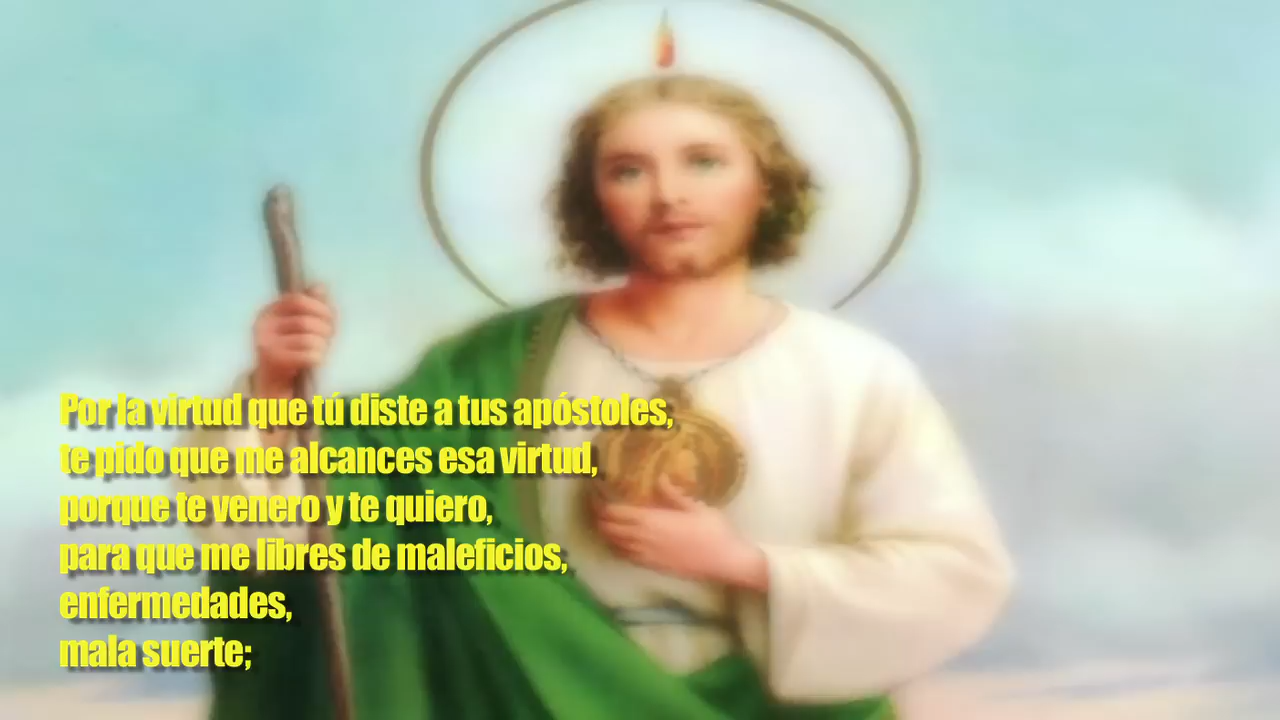 Por la virtud que tú diste a tus apóstoles,
te pido que me alcances esa virtud,
porque te venero y te quiero,
para que me libres de maleficios,
enfermedades,
mala suerte;